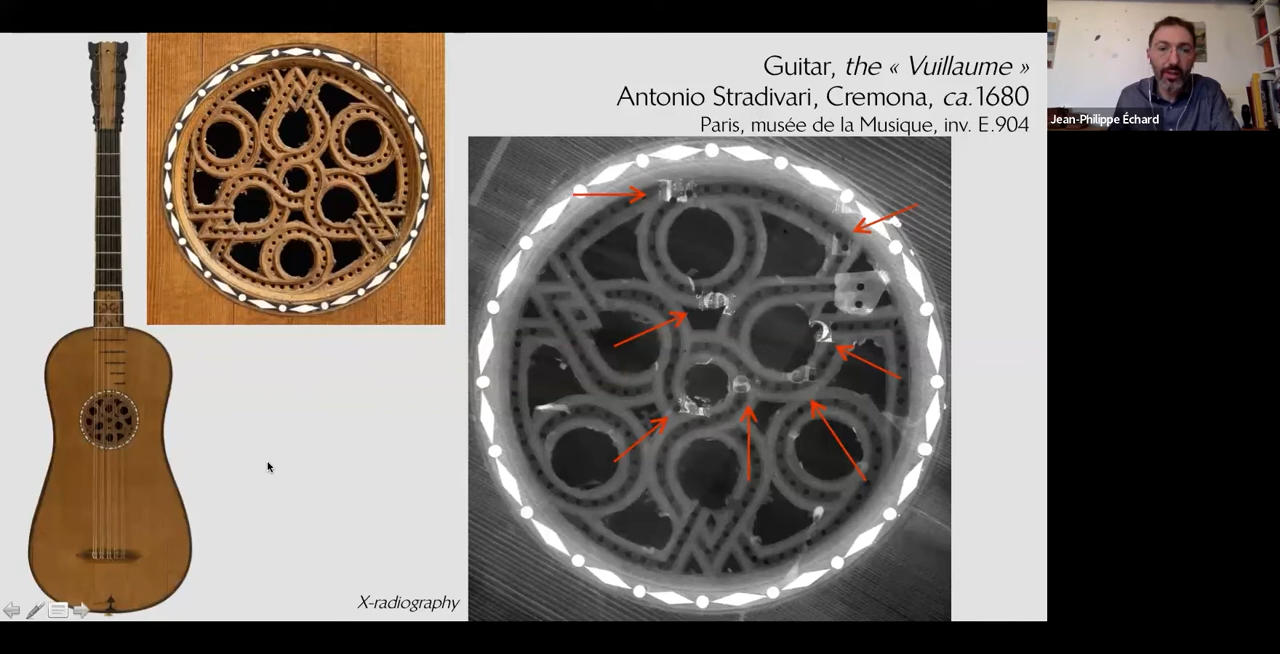 Guitar, the « Vuillaume »
Antonio Stradivari, Cremona, ca.1680
Paris, musée de la Musique, inv. E.904
Jean-Philippe Échard
X-radiography